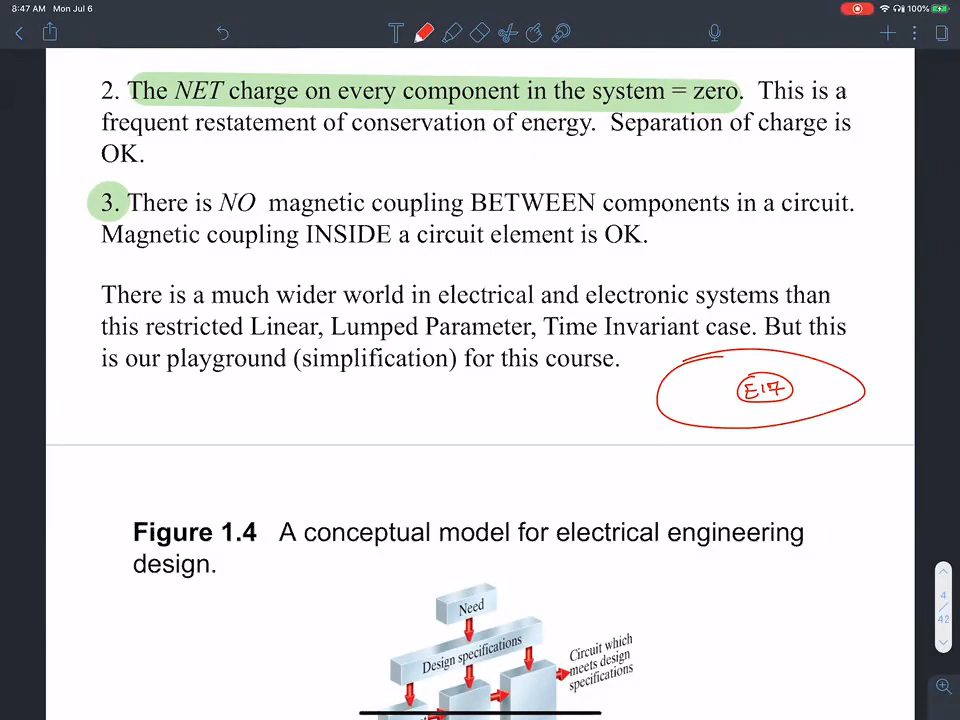 8:47 AM Mon Jul 6
100%
2. The NET charge on every component in the system = zero. This is a
frequent restatement of conservation of energy. Separation of charge is
OK.
3. There is NO magnetic coupling BETWEEN components in a circuit.
Magnetic coupling INSIDE a circuit element is OK.
There is a much wider world in electrical and electronic systems than
this restricted Linear, Lumped Parameter, Time Invariant case. But this
is our playground (simplification) for this course.
E17
Figure 1.4 A conceptual model for electrical engineering
design.
Need
Design specifications
Circuit which
meets design
specifications
4
/
42